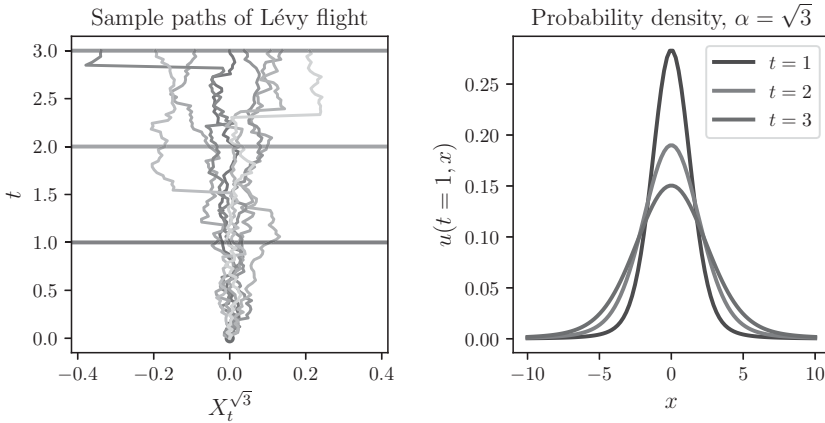 Sample paths of Lévy flight
3.0
2.5
2.0
1.5
1.0
0.5
0.0
t
−0.4 −0.2 0.0 0.2 0.4
X_t^{√3}
Probability density, α = √3
t = 1
t = 2
t = 3
0.25
0.20
0.15
0.10
0.05
0.00
u(t = 1, x)
−10 −5 0 5 10
x